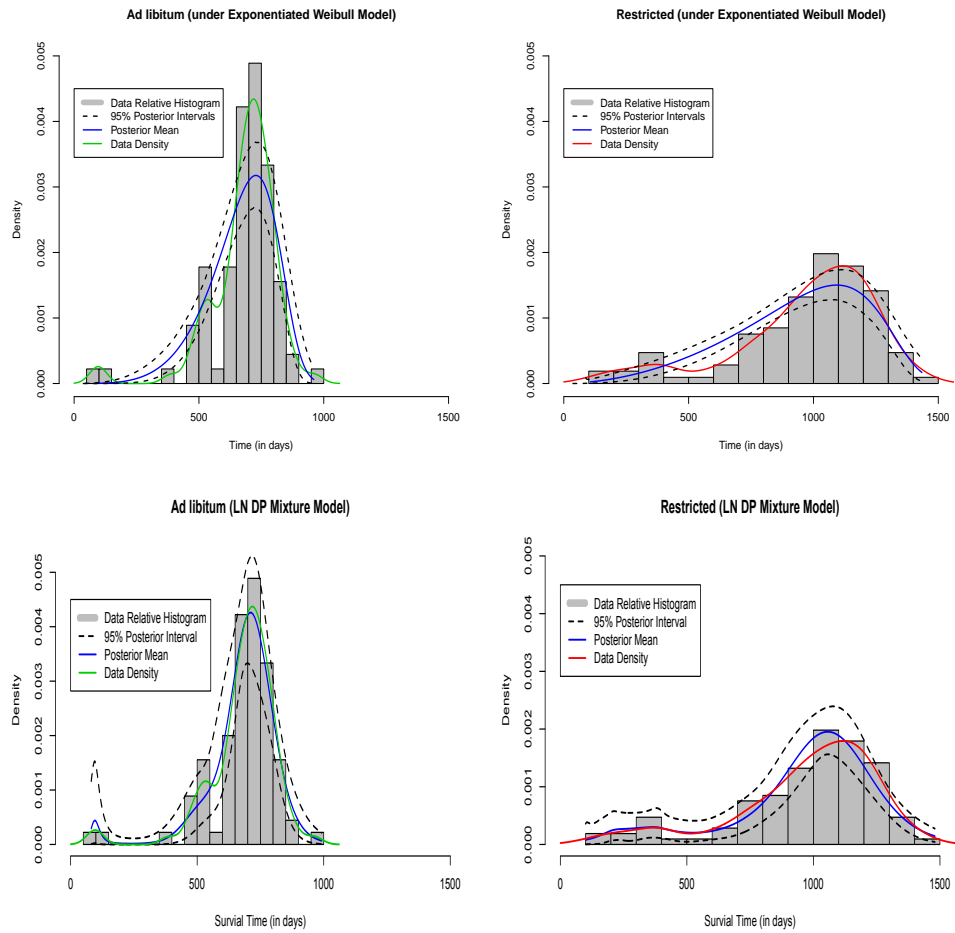 Ad libitum (under Exponentiated Weibull Model)
0.005
0.004
0.003
0.002
0.001
0.000
Density
Data Relative Histogram
95% Posterior Intervals
Posterior Mean
Data Density
0
500
1000
1500
Time (in days)
Restricted (under Exponentiated Weibull Model)
0.005
0.004
0.003
0.002
0.001
0.000
Density
Data Relative Histogram
95% Posterior Intervals
Posterior Mean
Data Density
0
500
1000
1500
Time (in days)
Ad libitum (LN DP Mixture Model)
0.005
0.004
0.003
0.002
0.001
0.000
Density
Data Relative Histogram
95% Posterior Interval
Posterior Mean
Data Density
0
500
1000
1500
Survial Time (in days)
Restricted (LN DP Mixture Model)
0.005
0.004
0.003
0.002
0.001
0.000
Density
Data Relative Histogram
95% Posterior Interval
Posterior Mean
Data Density
0
500
1000
1500
Survial Time (in days)